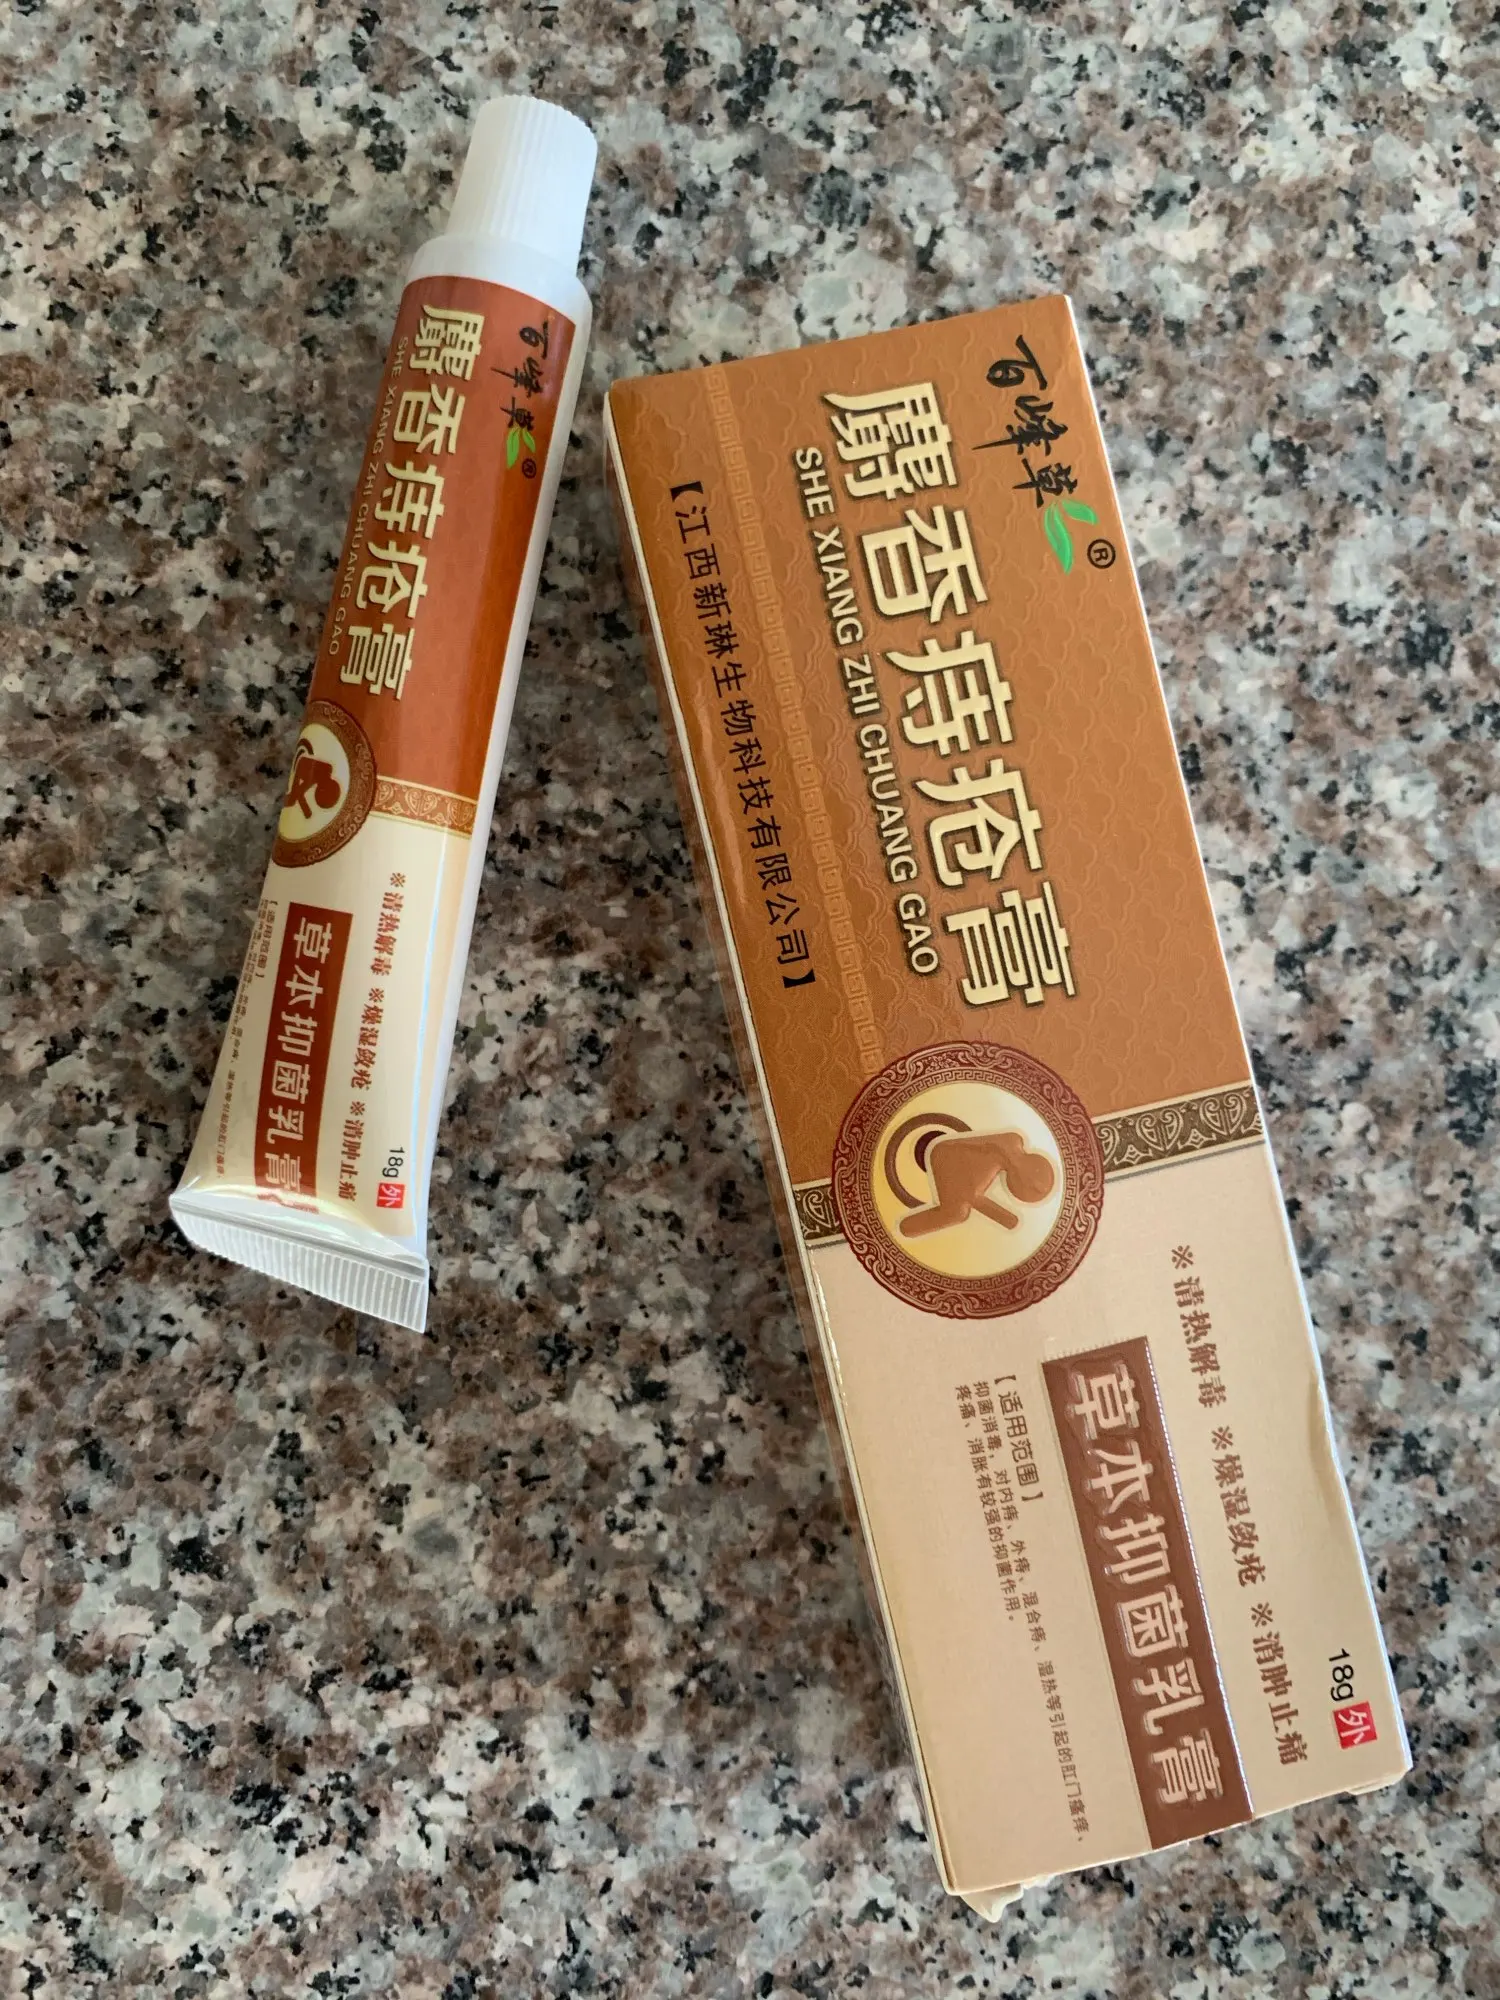 百峰草®
麝香痔疮膏
SHE XIANG ZHI CHUANG GAO
※清热解毒 ※燥湿敛疮 ※消肿止痛
草本抑菌乳膏
【适用范围】
18g 外
百峰草®
麝香痔疮膏
SHE XIANG ZHI CHUANG GAO
【江西新琳生物科技有限公司】
※清热解毒 ※燥湿敛疮 ※消肿止痛
草本抑菌乳膏
【适用范围】
抑菌消毒,对内痔、外痔、混合痔、湿热等引起的肛门瘙痒、
疼痛、消胀有较强的抑菌作用。
18g 外